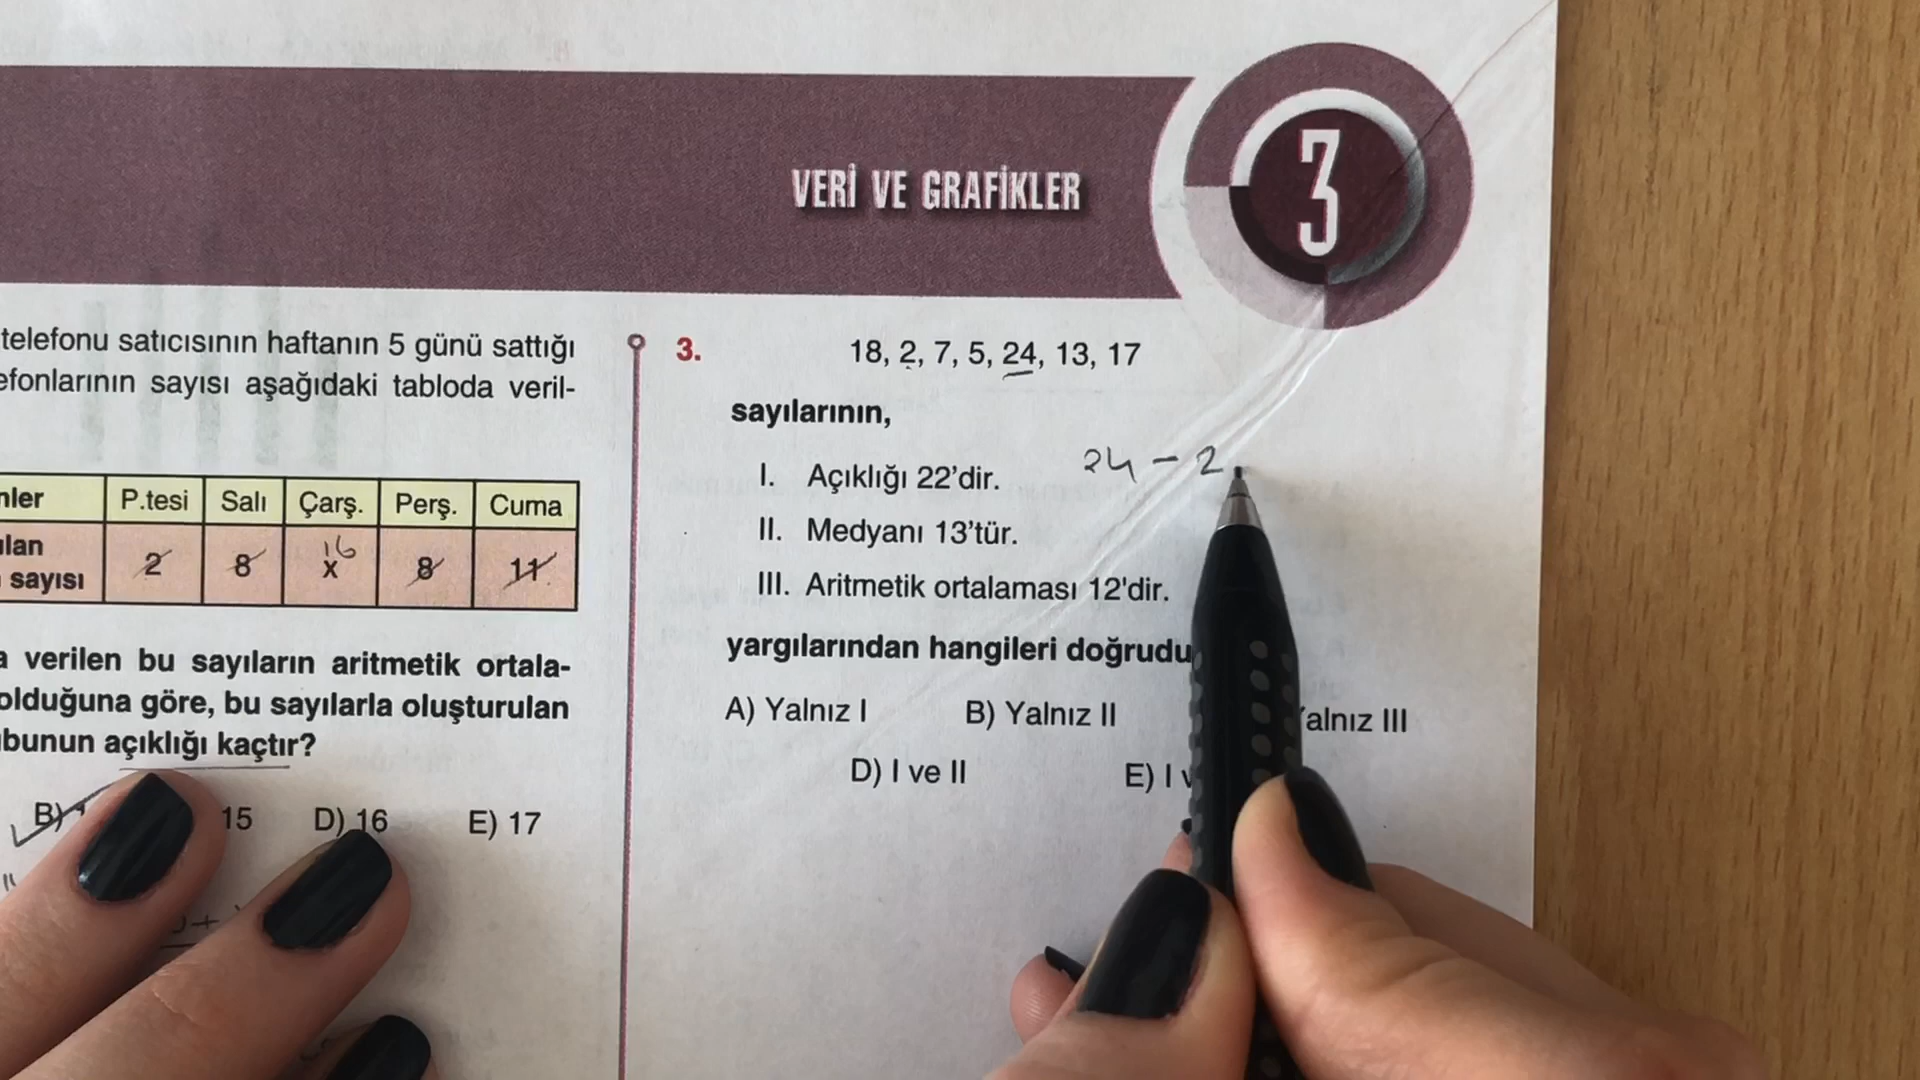 VERİ VE GRAFİKLER
3
telefonu satıcısının haftanın 5 günü sattığı
efonlarının sayısı aşağıdaki tabloda veril-
nler P.tesi Salı Çarş. Perş. Cuma
ılan
sayısı 2 8 x 8 11
16
a verilen bu sayıların aritmetik ortala-
olduğuna göre, bu sayılarla oluşturulan
bunun açıklığı kaçtır?
B) 15 D) 16 E) 17
3. 18, 2, 7, 5, 24, 13, 17
sayılarının,
I. Açıklığı 22'dir. 24 - 2
II. Medyanı 13'tür.
III. Aritmetik ortalaması 12'dir.
yargılarından hangileri doğrudu
A) Yalnız I B) Yalnız II alnız III
D) I ve II E) I v